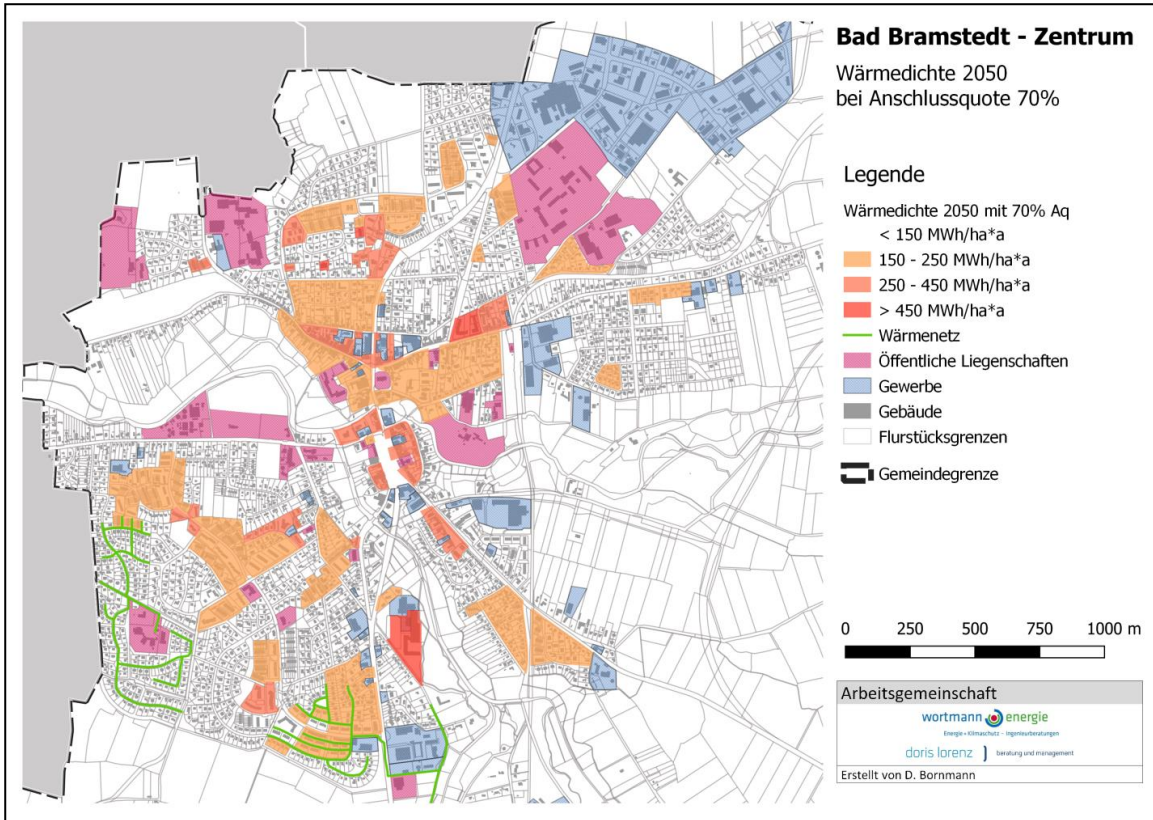 Bad Bramstedt - Zentrum
Wärmedichte 2050
bei Anschlussquote 70%
Legende
Wärmedichte 2050 mit 70% Aq
< 150 MWh/ha*a
150 - 250 MWh/ha*a
250 - 450 MWh/ha*a
> 450 MWh/ha*a
Wärmenetz
Öffentliche Liegenschaften
Gewerbe
Gebäude
Flurstücksgrenzen
Gemeindegrenze
0 250 500 750 1000 m
Arbeitsgemeinschaft
wortmann energie
Energie + Klimaschutz - Ingenieurberatungen
doris lorenz beratung und management
Erstellt von D. Bornmann